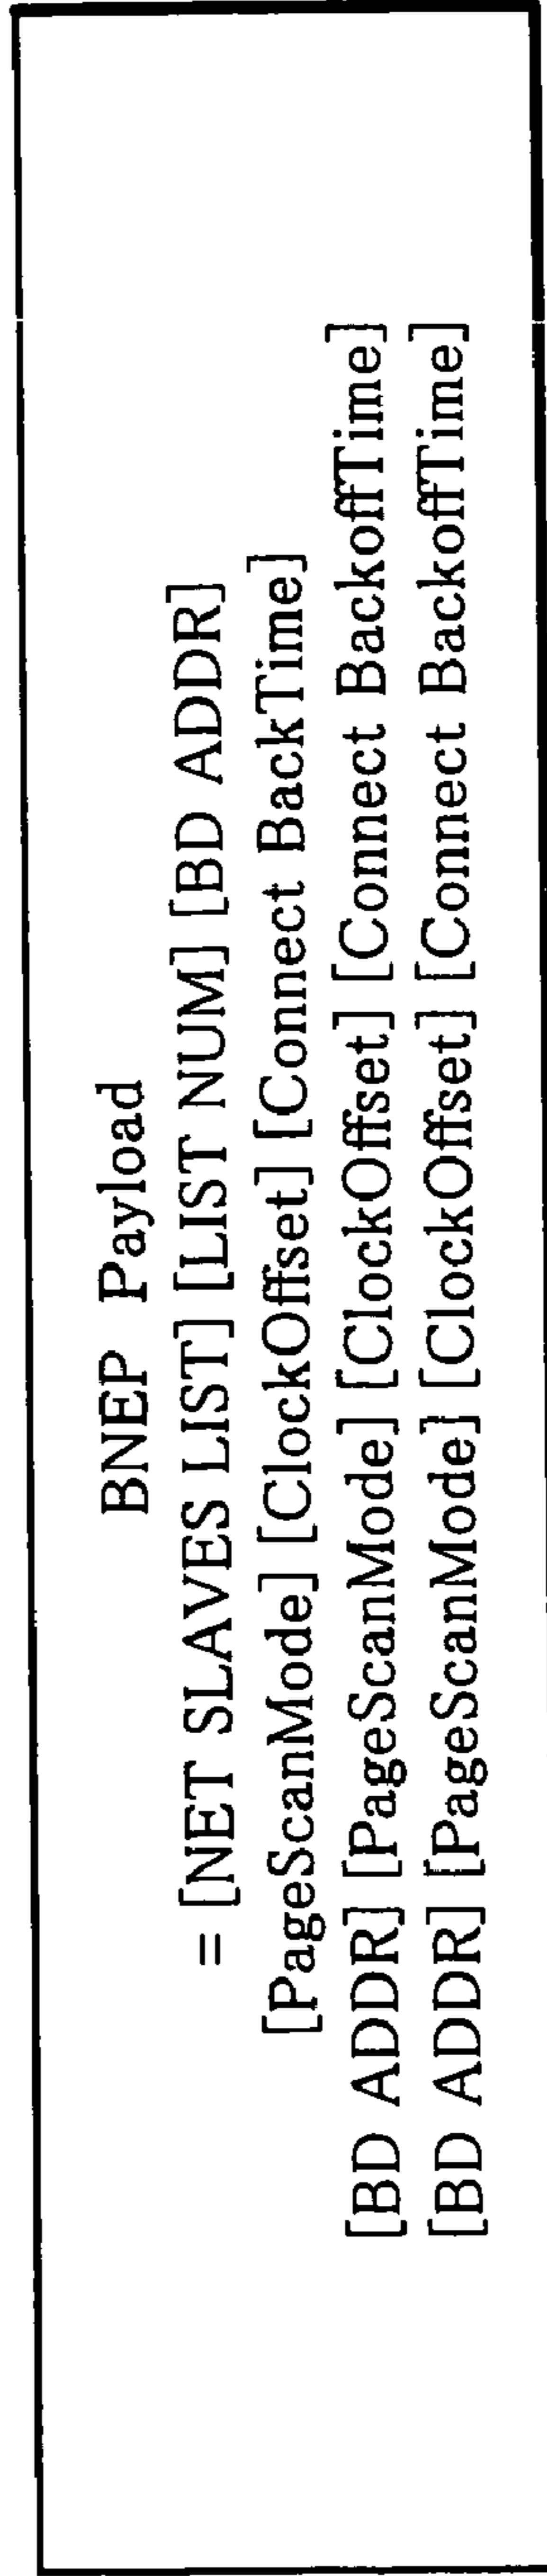 BNEP Payload
= [NET SLAVES LIST] [LIST NUM] [BD ADDR]
[PageScanMode] [ClockOffset] [Connect BackTime]
[BD ADDR] [PageScanMode] [ClockOffset] [Connect BackoffTime]
[BD ADDR] [PageScanMode] [ClockOffset] [Connect BackoffTime]